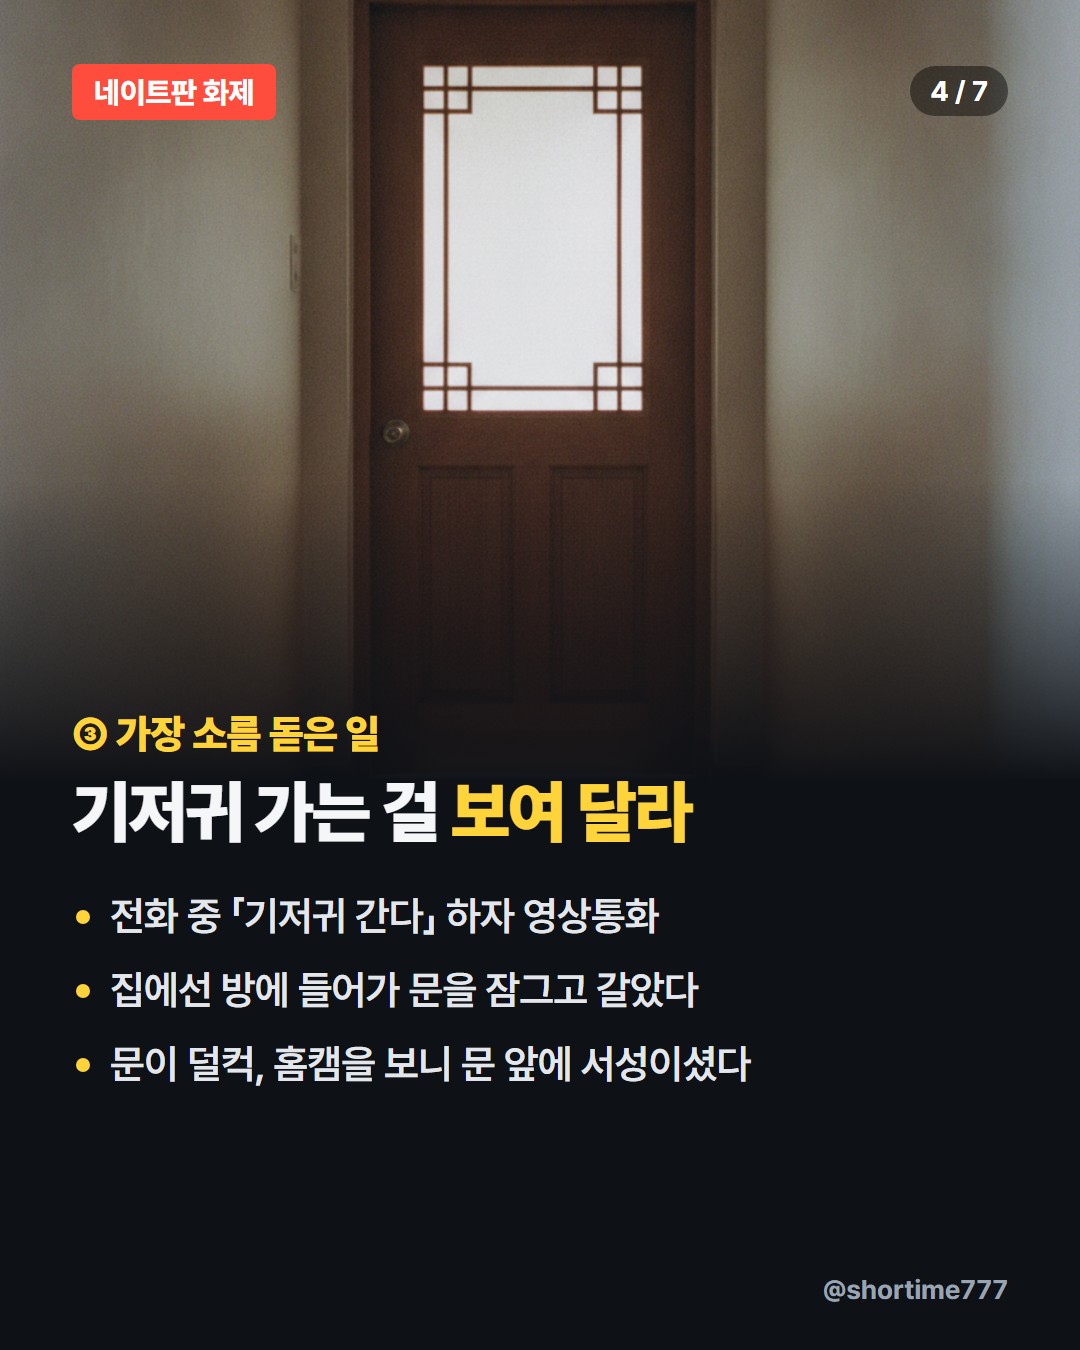 네이트판 화제
4 / 7
③ 가장 소름 돋은 일
기저귀 가는 걸 보여 달라
• 전화 중 「기저귀 간다」 하자 영상통화
• 집에선 방에 들어가 문을 잠그고 갈았다
• 문이 덜컥, 홈캠을 보니 문 앞에 서성이셨다
@shortime777